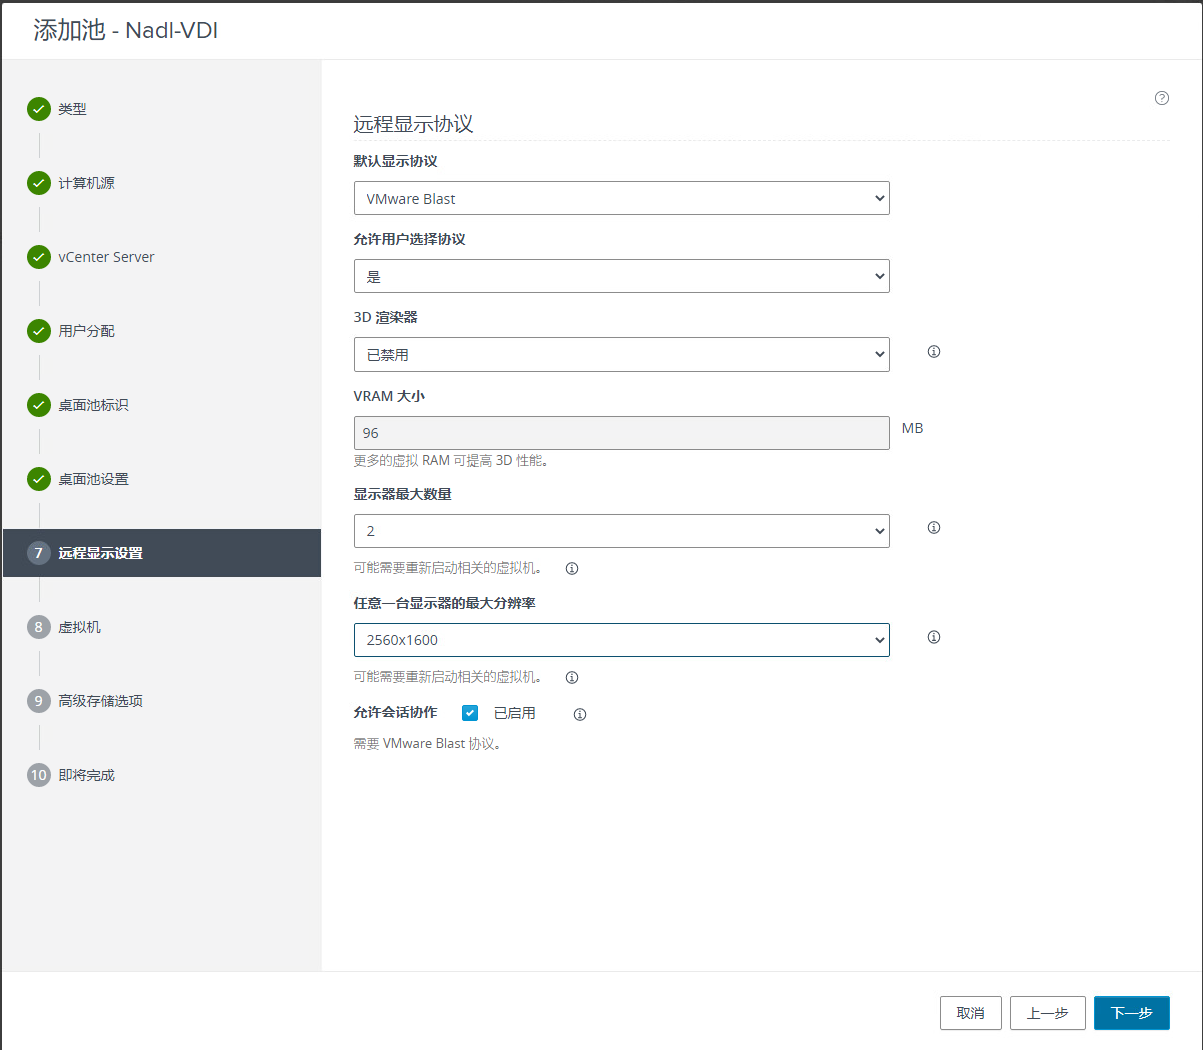 添加池 - Nadl-VDI
类型
计算机源
vCenter Server
用户分配
桌面池标识
桌面池设置
7 远程显示设置
8 虚拟机
9 高级存储选项
10 即将完成
远程显示协议
默认显示协议
VMware Blast
允许用户选择协议
是
3D 渲染器
已禁用
VRAM 大小
96 MB
更多的虚拟 RAM 可提高 3D 性能。
显示器最大数量
2
可能需要重新启动相关的虚拟机。
任意一台显示器的最大分辨率
2560x1600
可能需要重新启动相关的虚拟机。
允许会话协作 已启用
需要 VMware Blast 协议。
取消 上一步 下一步